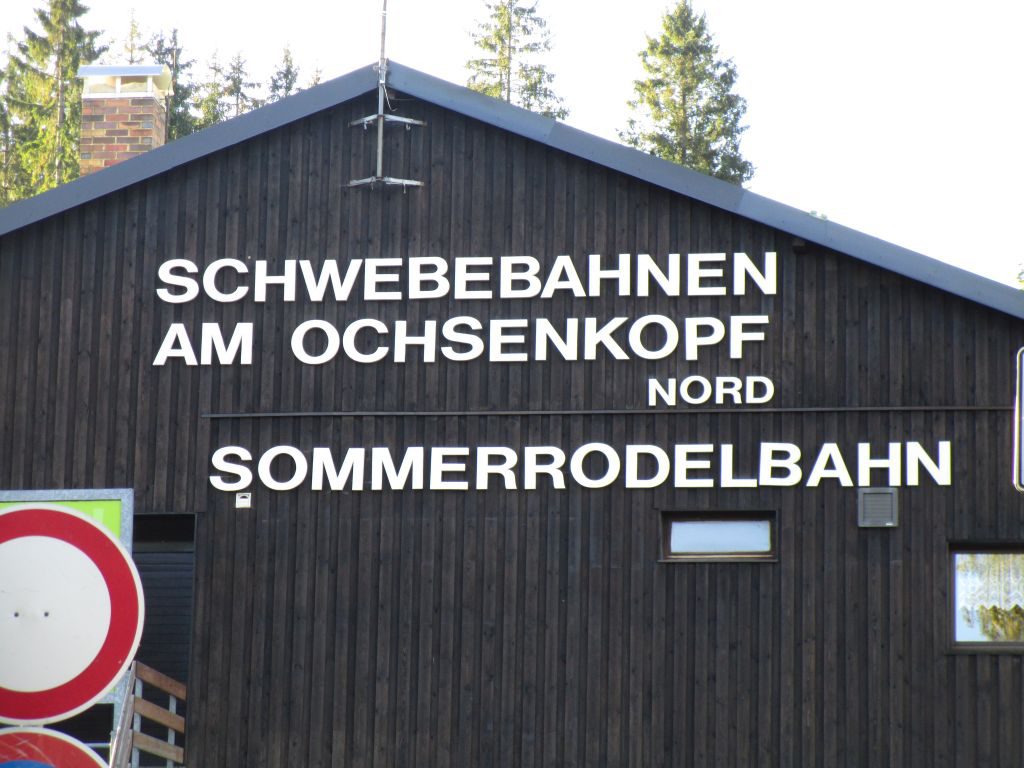 SCHWEBEBAHNEN
AM OCHSENKOPF
NORD
SOMMERRODELBAHN